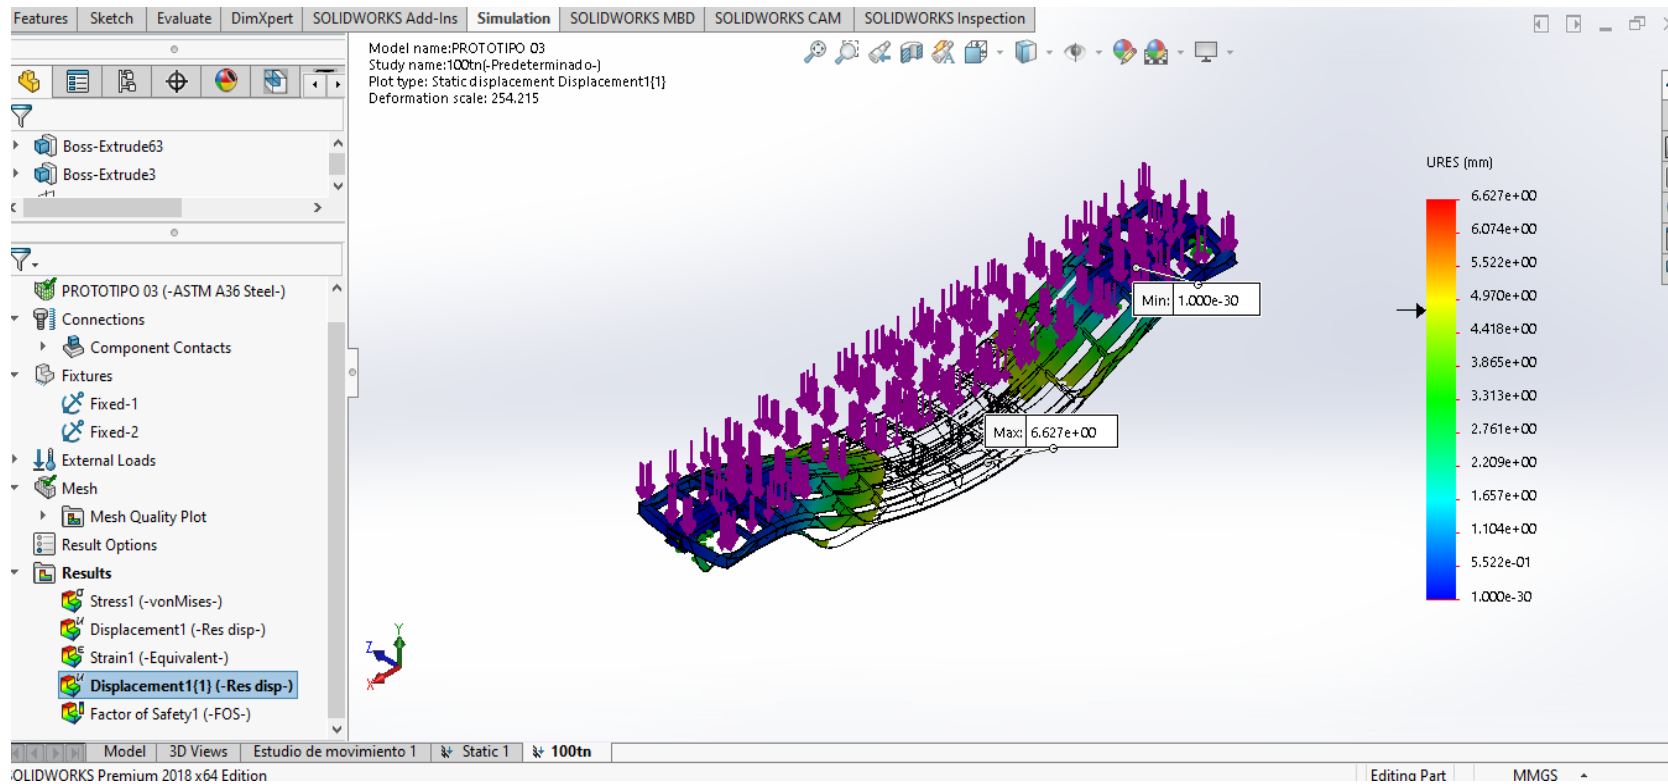 Features Sketch Evaluate DimXpert SOLIDWORKS Add-Ins Simulation SOLIDWORKS MBD SOLIDWORKS CAM SOLIDWORKS Inspection
Model name:PROTOTIPO 03
Study name:100tn(-Predeterminado-)
Plot type: Static displacement Displacement1{1}
Deformation scale: 254.215
Boss-Extrude63
Boss-Extrude3
PROTOTIPO 03 (-ASTM A36 Steel-)
Connections
Component Contacts
Fixtures
Fixed-1
Fixed-2
External Loads
Mesh
Mesh Quality Plot
Result Options
Results
Stress1 (-vonMises-)
Displacement1 (-Res disp-)
Strain1 (-Equivalent-)
Displacement1{1} (-Res disp-)
Factor of Safety1 (-FOS-)
Min: 1.000e-30
Max: 6.627e+00
URES (mm)
6.627e+00
6.074e+00
5.522e+00
4.970e+00
4.418e+00
3.865e+00
3.313e+00
2.761e+00
2.209e+00
1.657e+00
1.104e+00
5.522e-01
1.000e-30
Y
Z
X
Model 3D Views Estudio de movimiento 1 Static 1 100tn
SOLIDWORKS Premium 2018 x64 Edition Editing Part MMGS